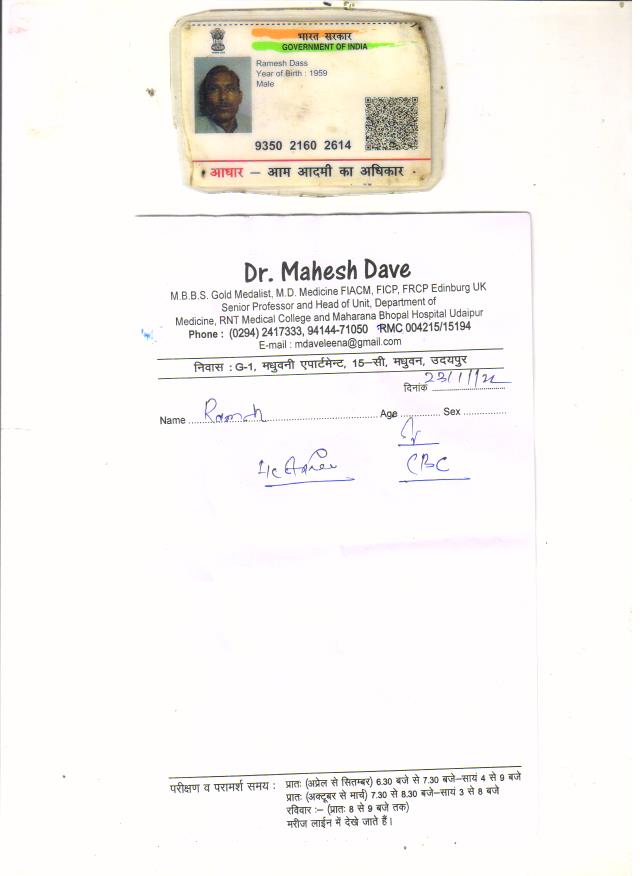 भारत सरकार
GOVERNMENT OF INDIA
Ramesh Dass
Year of Birth : 1959
Male
9350 2160 2614
आधार – आम आदमी का अधिकार
Dr. Mahesh Dave
M.B.B.S. Gold Medalist, M.D. Medicine FIACM, FICP, FRCP Edinburg UK
Senior Professor and Head of Unit, Department of
Medicine, RNT Medical College and Maharana Bhopal Hospital Udaipur
Phone : (0294) 2417333, 94144-71050 RMC 004215/15194
E-mail : mdaveleena@gmail.com
निवास : G-1, मधुवनी एपार्टमेन्ट, 15–सी, मधुवन, उदयपुर
दिनांक
Name Age Sex
CBC
परीक्षण व परामर्श समय : प्रातः (अप्रेल से सितम्बर) 6.30 बजे से 7.30 बजे–सायं 4 से 9 बजे
प्रातः (अक्टूबर से मार्च) 7.30 से 8.30 बजे–सायं 3 से 8 बजे
रविवार :– (प्रातः 8 से 9 बजे तक)
मरीज लाईन में देखे जाते हैं।